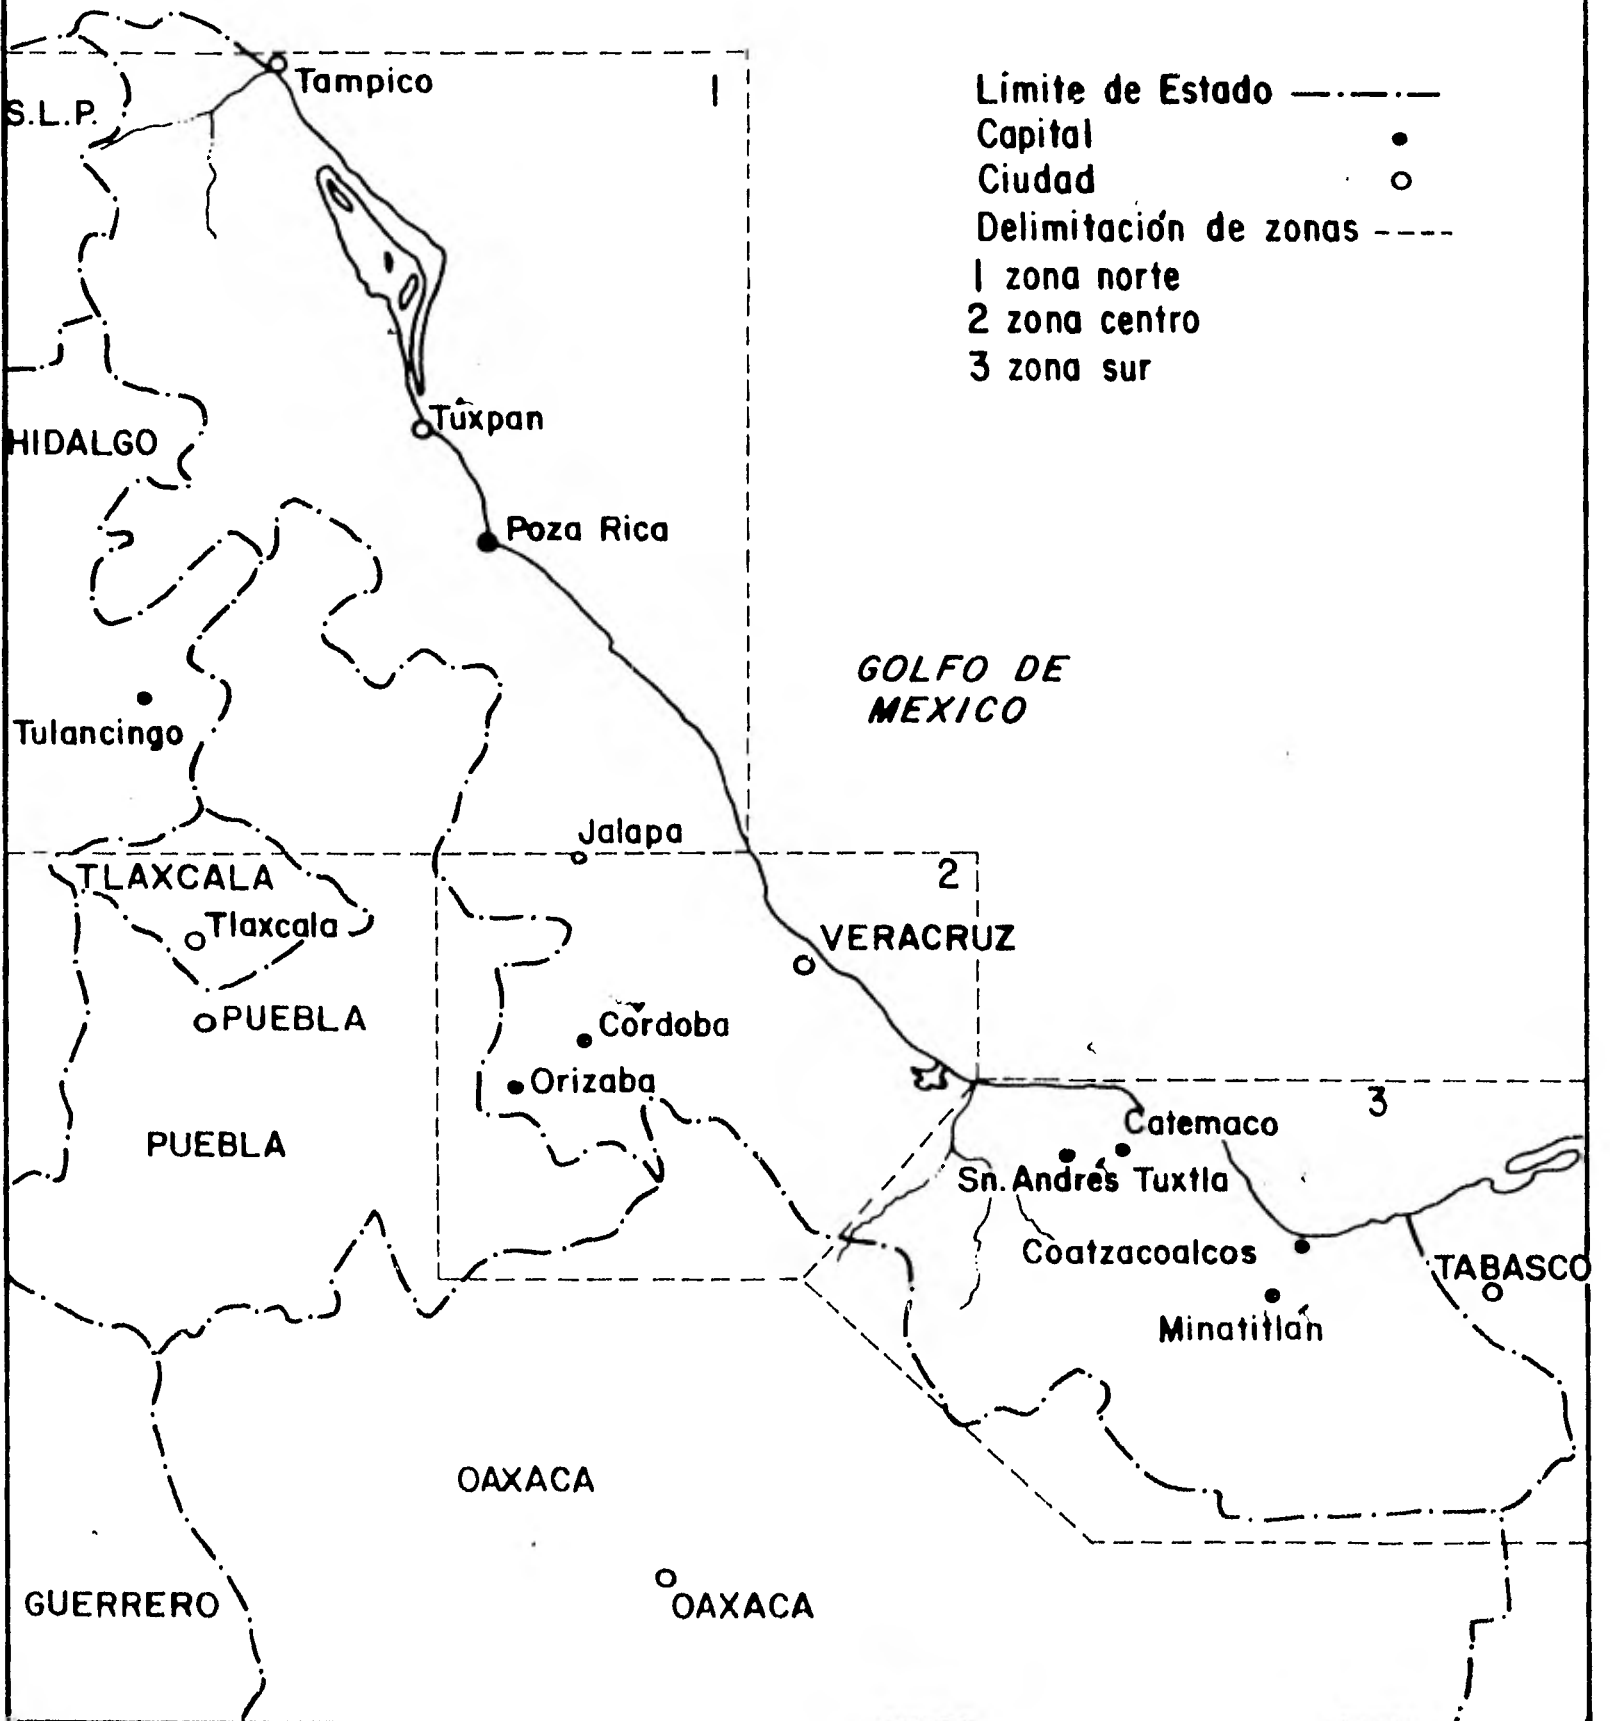 Tampico
1
S.L.P.
Límite de Estado
Capital
Ciudad
Delimitación de zonas
1 zona norte
2 zona centro
3 zona sur
Túxpan
HIDALGO
Poza Rica
GOLFO DE
MEXICO
Tulancingo
Jalapa
TLAXCALA
2
Tlaxcala
VERACRUZ
PUEBLA
Córdoba
Orizaba
3
Catemaco
PUEBLA
Sn. Andrés Tuxtla
Coatzacoalcos
TABASCO
Minatitlán
OAXACA
GUERRERO
OAXACA